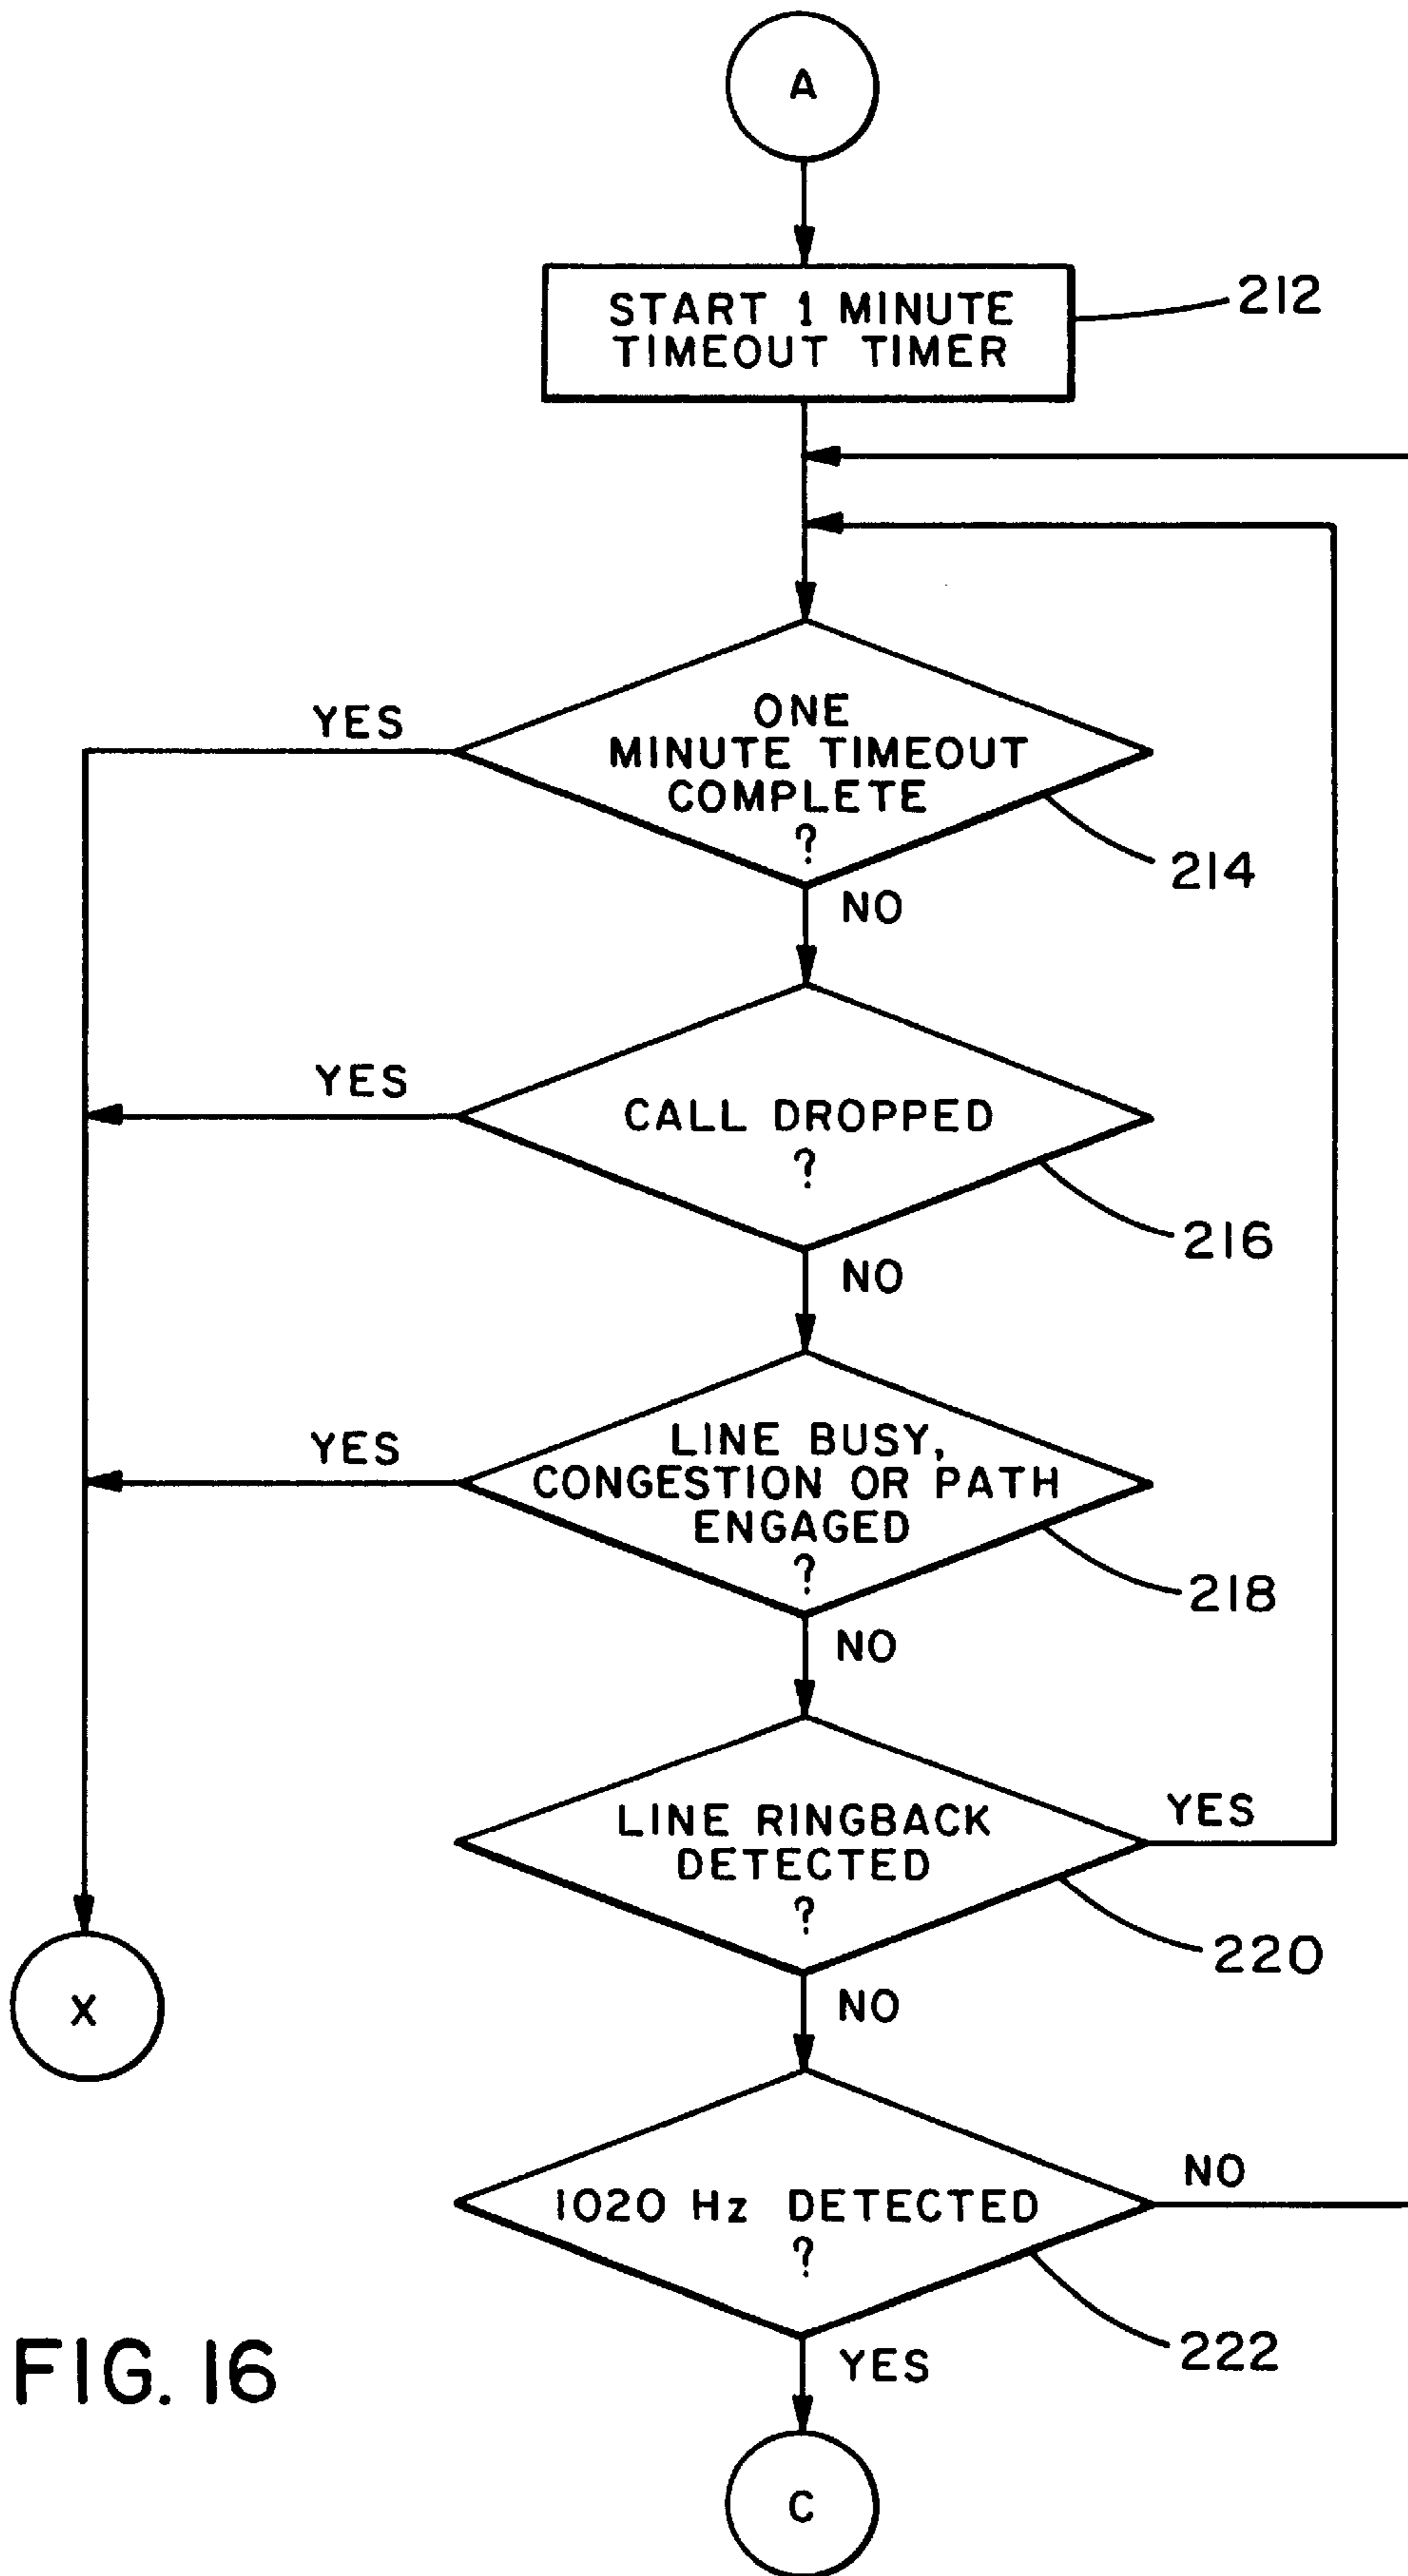 A
START 1 MINUTE
TIMEOUT TIMER
212
YES
ONE
MINUTE TIMEOUT
COMPLETE
?
214
NO
YES
CALL DROPPED
?
216
NO
YES
LINE BUSY,
CONGESTION OR PATH
ENGAGED
?
218
NO
LINE RINGBACK
DETECTED
?
YES
220
NO
X
1020 Hz DETECTED
?
NO
222
YES
FIG. 16
C